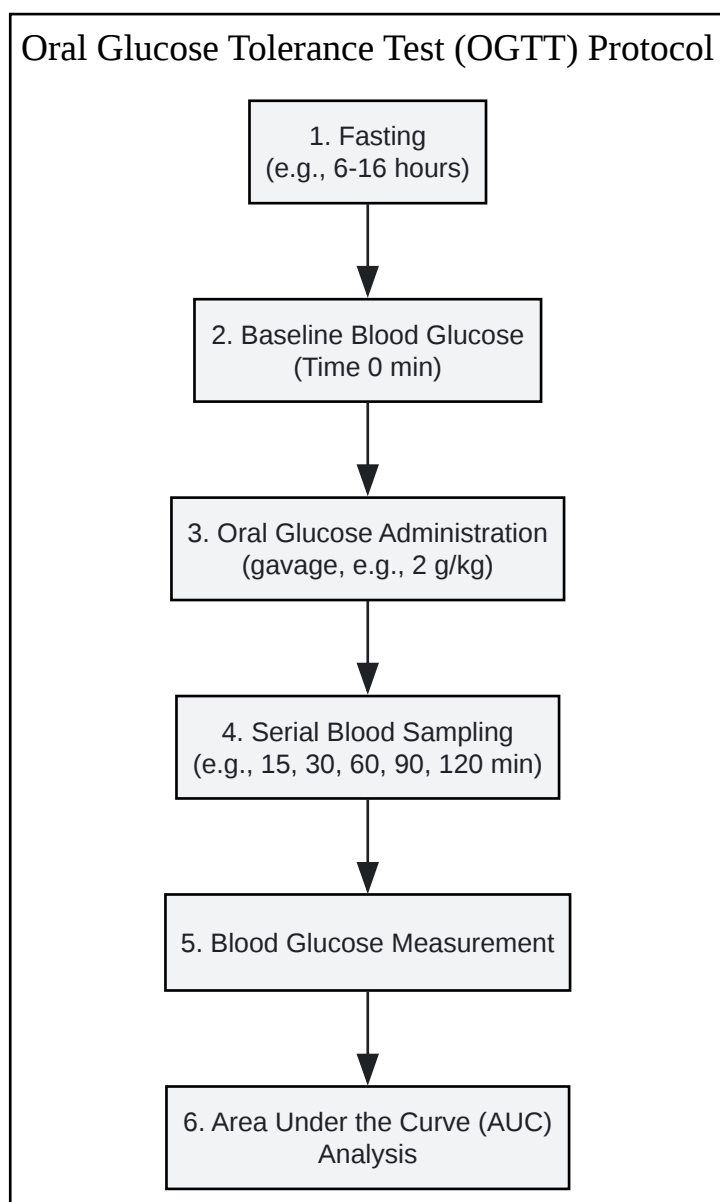 Oral Glucose Tolerance Test (OGTT) Protocol
1. Fasting
(e.g., 6-16 hours)
2. Baseline Blood Glucose
(Time 0 min)
3. Oral Glucose Administration
(gavage, e.g., 2 g/kg)
4. Serial Blood Sampling
(e.g., 15, 30, 60, 90, 120 min)
5. Blood Glucose Measurement
6. Area Under the Curve (AUC)
Analysis